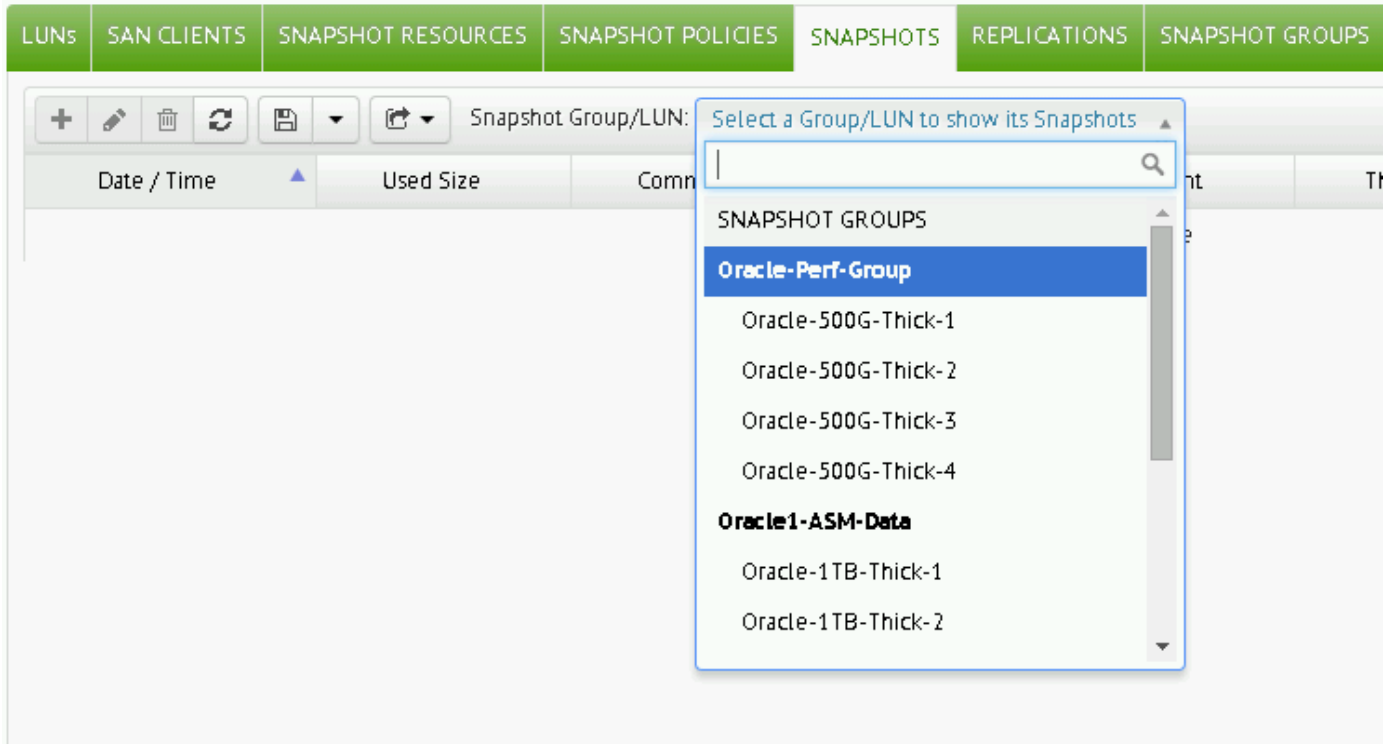 LUNs SAN CLIENTS SNAPSHOT RESOURCES SNAPSHOT POLICIES SNAPSHOTS REPLICATIONS SNAPSHOT GROUPS
Snapshot Group/LUN: Select a Group/LUN to show its Snapshots
Date / Time Used Size
SNAPSHOT GROUPS
Oracle-Perf-Group
Oracle-500G-Thick-1
Oracle-500G-Thick-2
Oracle-500G-Thick-3
Oracle-500G-Thick-4
Oracle1-ASM-Data
Oracle-1TB-Thick-1
Oracle-1TB-Thick-2